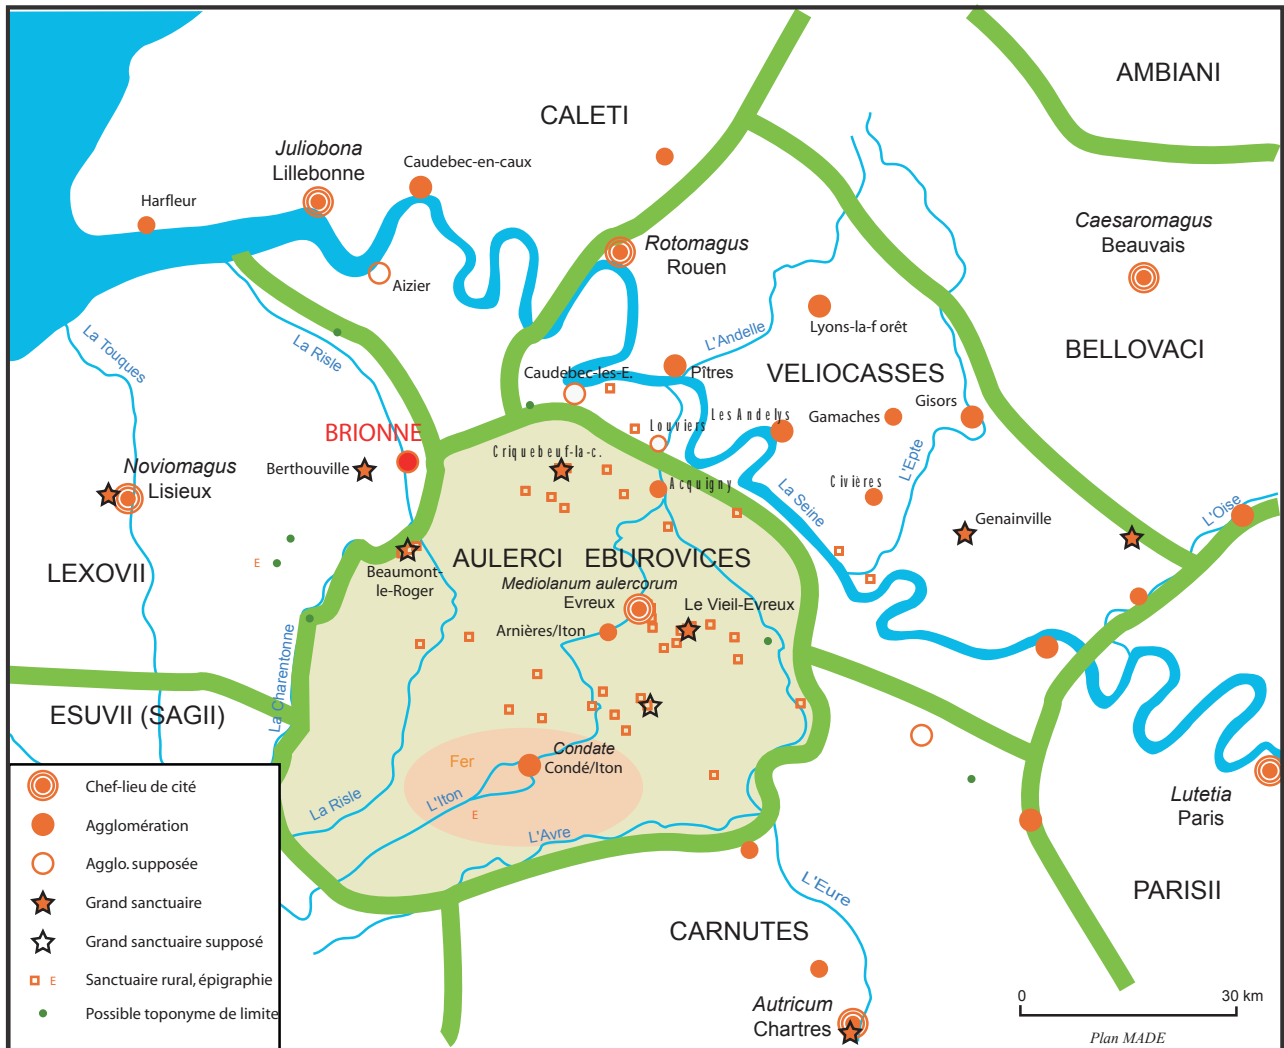 AMBIANI
CALETI
Juliobona
Lillebonne
Caudebec-en-caux
Harfleur
Aizier
Rotomagus
Rouen
Caesaromagus
Beauvais
La Touques
La Risle
L'Andelle
Lyons-la-f orêt
BELLOVACI
Caudebec-les-E.
Pîtres
VELIOCASSES
Gisors
Les Andelys
Gamaches
Louviers
BRIONNE
Criquebeuf-la-c.
Berthouville
Noviomagus
Lisieux
Acquigny
La Seine
Civières
L'Epte
L'Oise
Genainville
E
LEXOVII
AULERCI EBUROVICES
Beaumont-
le-Roger
Mediolanum aulercorum
Evreux
Le Vieil-Evreux
Arnières/Iton
La Charentonne
ESUVII (SAGII)
Condate
Condé/Iton
Fer
La Risle
L'Iton
E
L'Avre
Lutetia
Paris
L'Eure
PARISII
CARNUTES
Autricum
Chartres
Chef-lieu de cité
Agglomération
Agglo. supposée
Grand sanctuaire
Grand sanctuaire supposé
E Sanctuaire rural, épigraphie
Possible toponyme de limite
0 30 km
Plan MADE